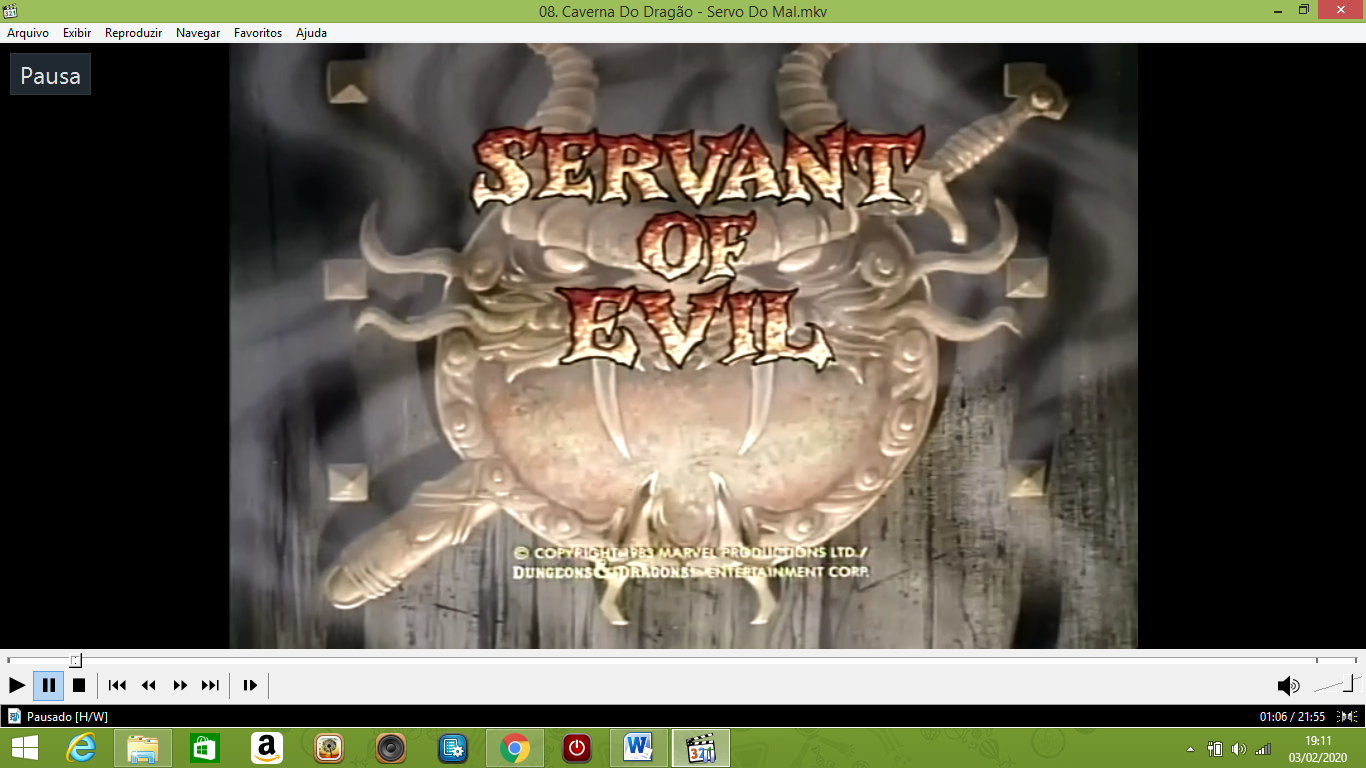 08. Caverna Do Dragão - Servo Do Mal.mkv
Arquivo Exibir Reproduzir Navegar Favoritos Ajuda
Pausa
SERVANT
OF
EVIL
© COPYRIGHT 1983 MARVEL PRODUCTIONS LTD./
DUNGEONS & DRAGONS ENTERTAINMENT CORP.
Pausado [H/W]
01:06 / 21:55
19:11
03/02/2020